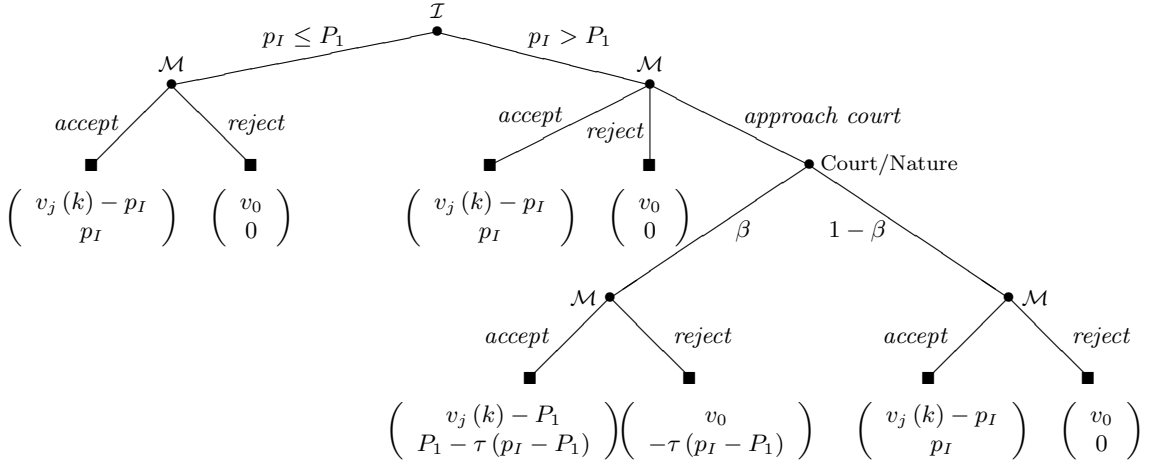 𝓘
p_I ≤ P_1 p_I > P_1
𝓜 𝓜
accept reject accept reject approach court
Court/Nature
( v_j (k) − p_I ) ( v_0 ) ( v_j (k) − p_I ) ( v_0 )
( p_I ) ( 0 ) ( p_I ) ( 0 )
β 1 − β
𝓜 𝓜
accept reject accept reject
( v_j (k) − P_1 ) ( v_0 ) ( v_j (k) − p_I ) ( v_0 )
( P_1 − τ (p_I − P_1) ) ( −τ (p_I − P_1) ) ( p_I ) ( 0 )